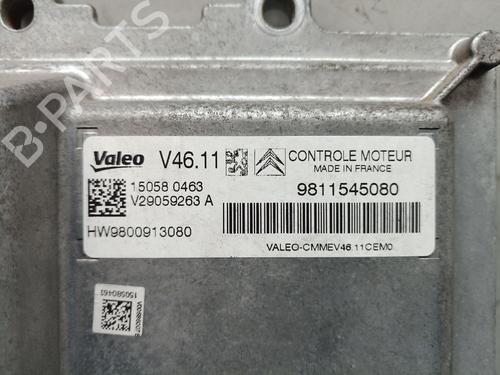 Valeo V46.11 CONTROLE MOTEUR
MADE IN FRANCE
15058 0463
V29059263 A
9811545080
HW9800913080
VALEO-CMMEV46.11CEM0
B-PARTS